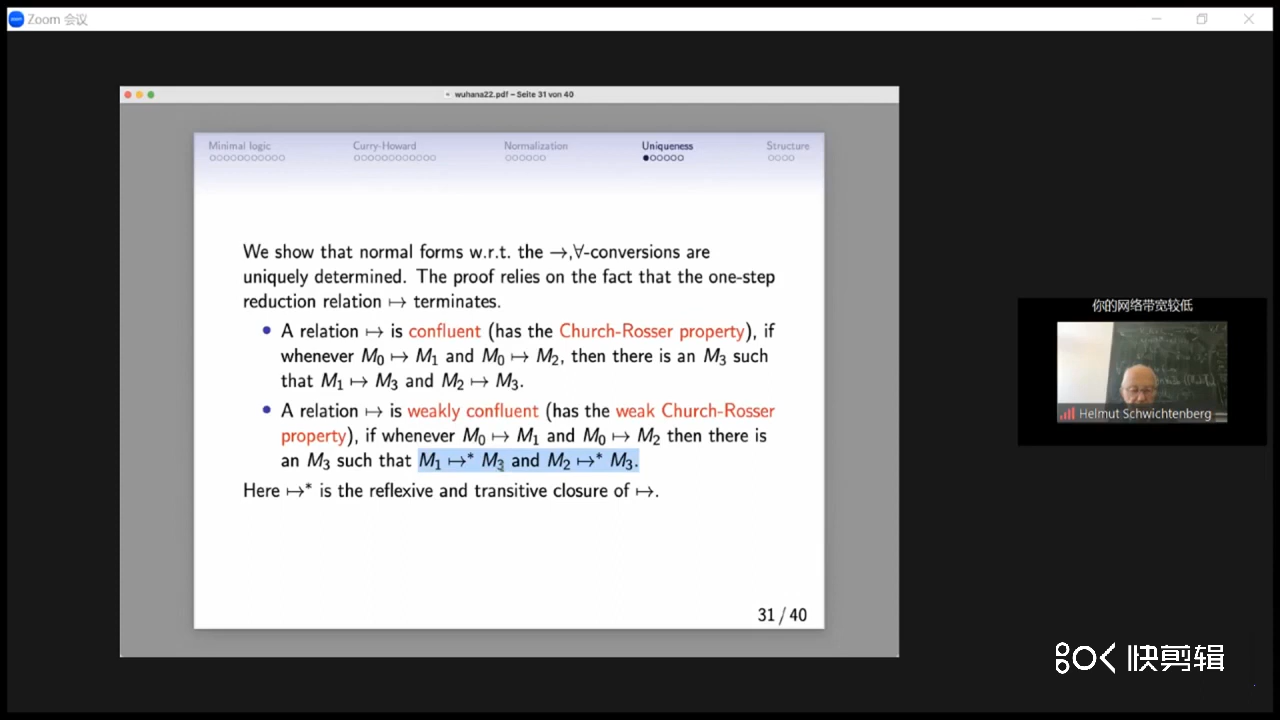 zoom Zoom 会议
wuhana22.pdf – Seite 31 von 40
Minimal logic Curry-Howard Normalization Uniqueness Structure
We show that normal forms w.r.t. the →,∀-conversions are
uniquely determined. The proof relies on the fact that the one-step
reduction relation ↦ terminates.
• A relation ↦ is confluent (has the Church-Rosser property), if
whenever M₀ ↦ M₁ and M₀ ↦ M₂, then there is an M₃ such
that M₁ ↦ M₃ and M₂ ↦ M₃.
• A relation ↦ is weakly confluent (has the weak Church-Rosser
property), if whenever M₀ ↦ M₁ and M₀ ↦ M₂ then there is
an M₃ such that M₁ ↦* M₃ and M₂ ↦* M₃.
Here ↦* is the reflexive and transitive closure of ↦.
31 / 40
你的网络带宽较低
Helmut Schwichtenberg
快剪辑